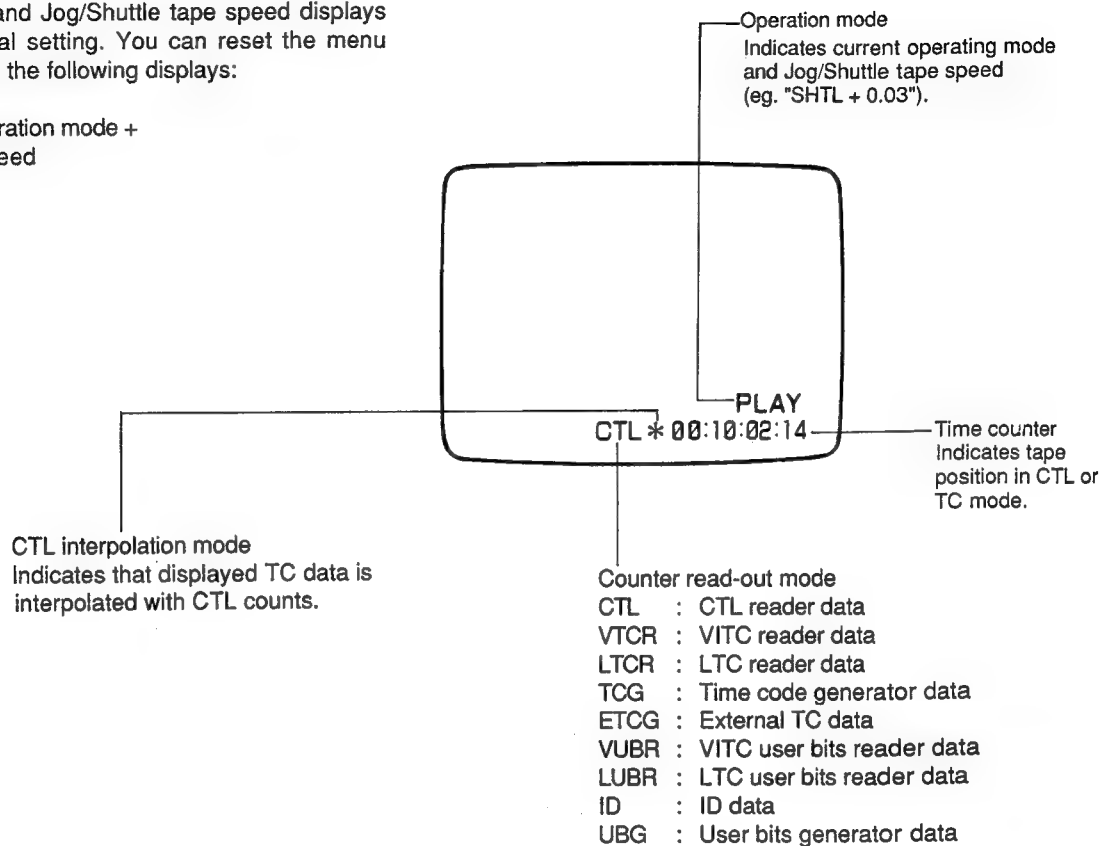 and Jog/Shuttle tape speed displays
al setting. You can reset the menu
the following displays:
ration mode +
eed
Operation mode
Indicates current operating mode
and Jog/Shuttle tape speed
(eg. "SHTL + 0.03").
PLAY
CTL * 00:10:02:14
Time counter
Indicates tape
position in CTL or
TC mode.
CTL interpolation mode
Indicates that displayed TC data is
interpolated with CTL counts.
Counter read-out mode
CTL : CTL reader data
VTCR : VITC reader data
LTCR : LTC reader data
TCG : Time code generator data
ETCG : External TC data
VUBR : VITC user bits reader data
LUBR : LTC user bits reader data
ID : ID data
UBG : User bits generator data